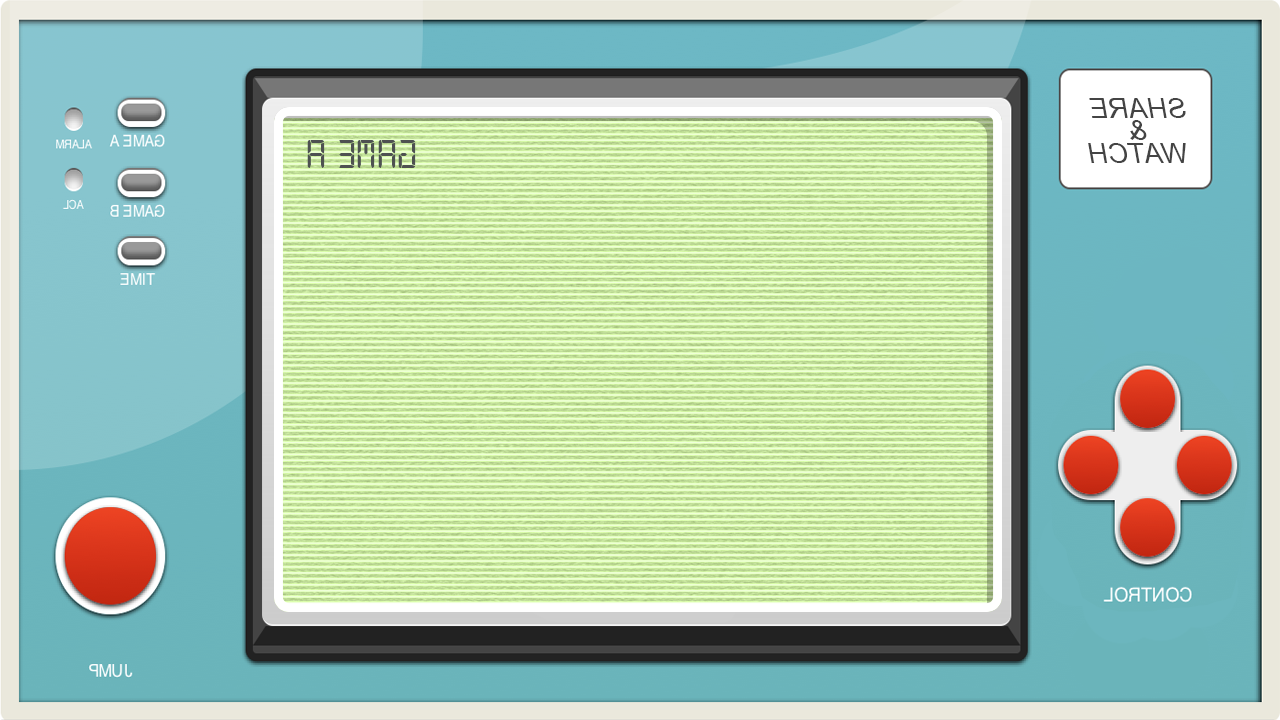 SHARE
&
WATCH
GAME A
ALARM
GAME A
ACL
GAME B
TIME
CONTROL
JUMP